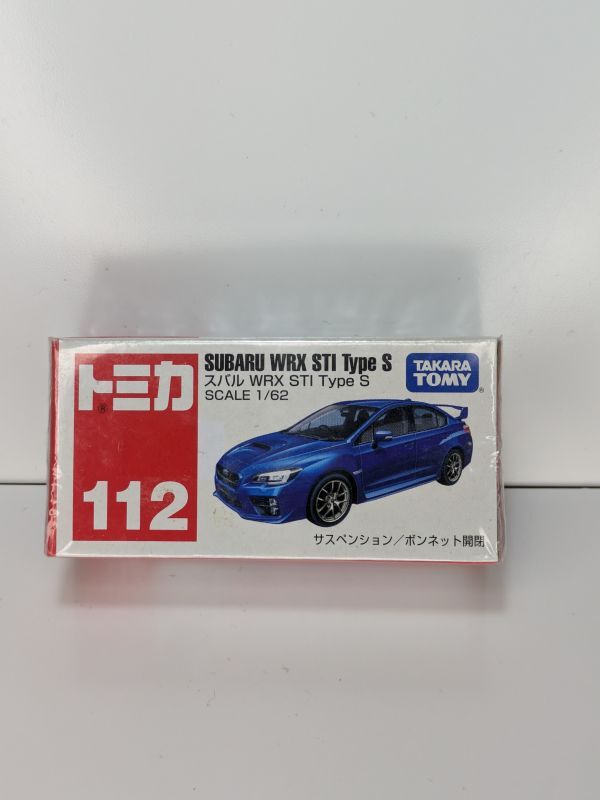 トミカ®
112
SUBARU WRX STI Type S
スバル WRX STI Type S
SCALE 1/62
TAKARA
TOMY®
サスペンション／ボンネット開閉